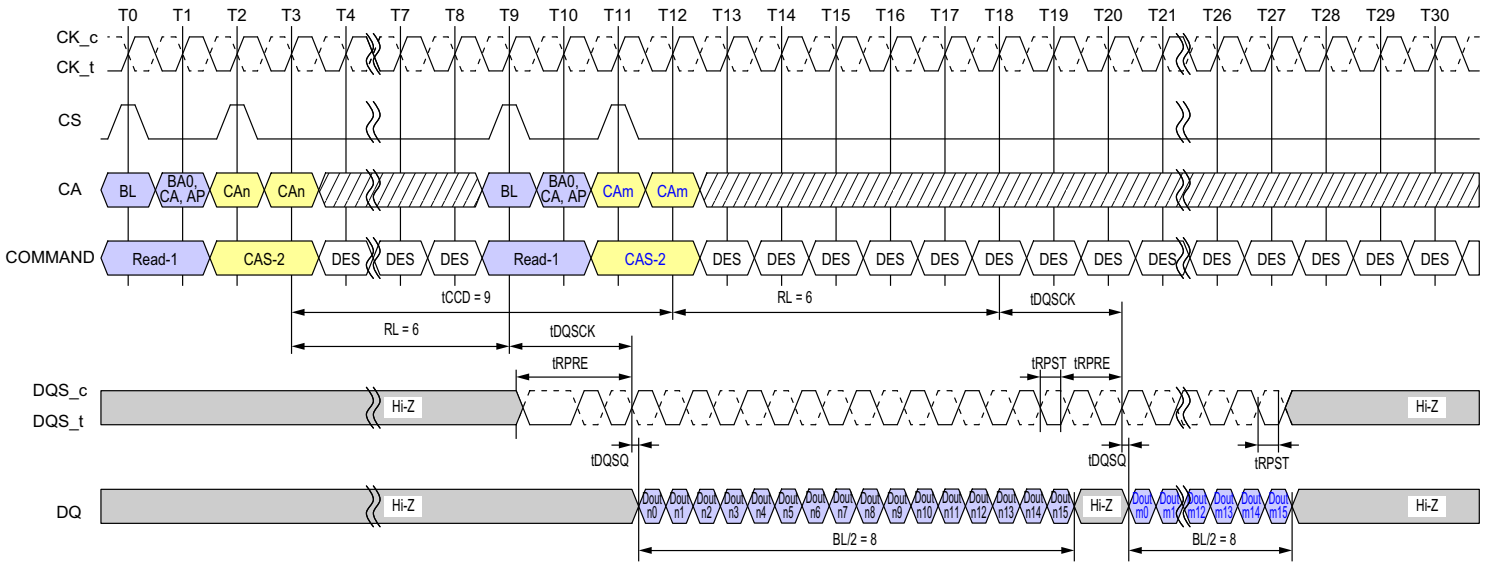 T0 T1 T2 T3 T4 T7 T8 T9 T10 T11 T12 T13 T14 T15 T16 T17 T18 T19 T20 T21 T26 T27 T28 T29 T30
CK_c
CK_t
CS
CA
BL
BA0,
CA, AP
CAn
CAn
BL
BA0,
CA, AP
CAm
CAm
COMMAND
Read-1
CAS-2
DES
DES
DES
Read-1
CAS-2
DES
DES
DES
DES
DES
DES
DES
DES
DES
DES
DES
DES
DES
DES
tCCD = 9
RL = 6
tDQSCK
RL = 6
tDQSCK
tRPRE
tRPST
tRPRE
DQS_c
DQS_t
Hi-Z
Hi-Z
tDQSQ
tDQSQ
tRPST
DQ
Hi-Z
Dout
n0
Dout
n1
Dout
n2
Dout
n3
Dout
n4
Dout
n5
Dout
n6
Dout
n7
Dout
n8
Dout
n9
Dout
n10
Dout
n11
Dout
n12
Dout
n13
Dout
n14
Dout
n15
Hi-Z
Dout
m0
Dout
m1
Dout
m12
Dout
m13
Dout
m14
Dout
m15
Hi-Z
BL/2 = 8
BL/2 = 8